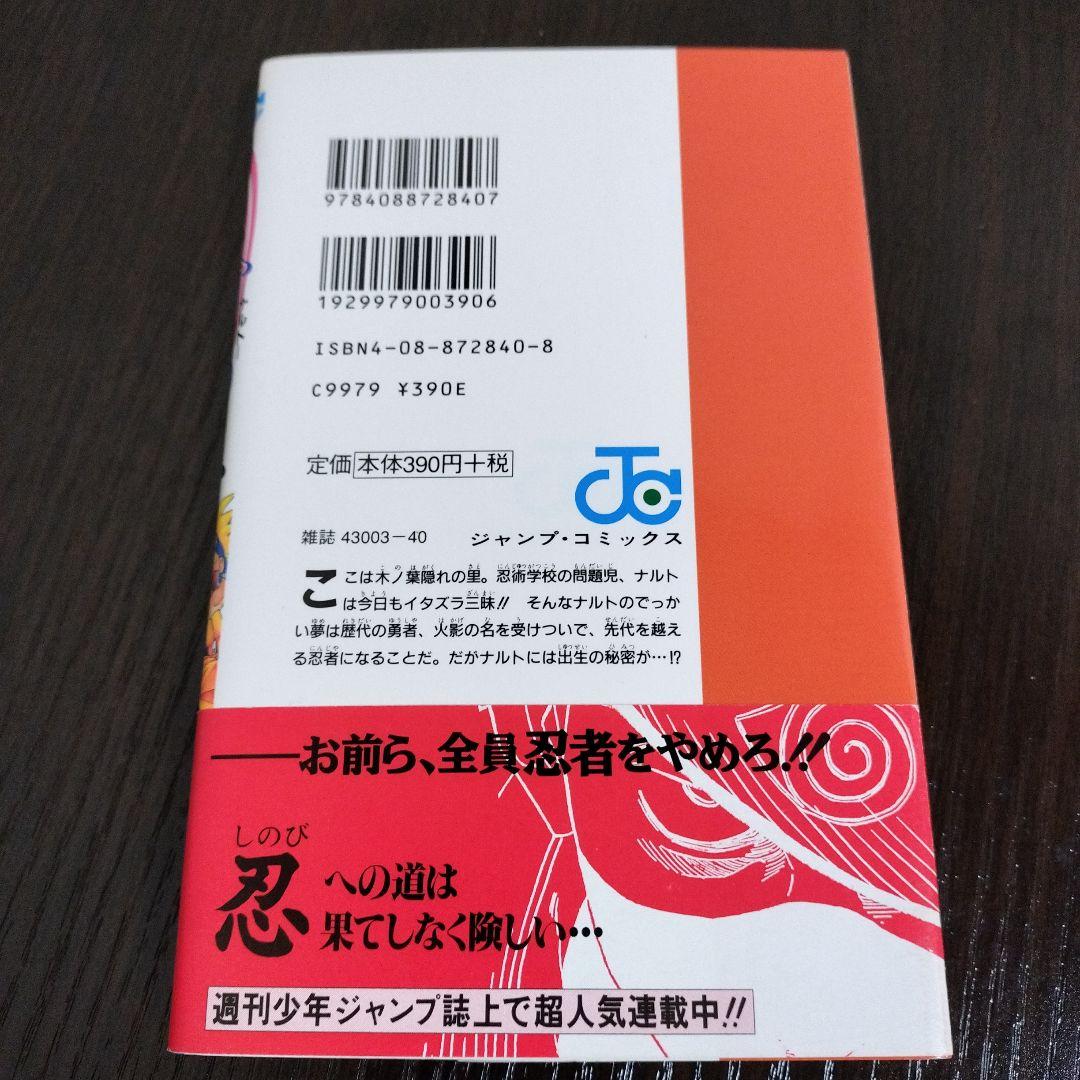 9784088728407
1929979003906
ISBN4-08-872840-8
C9979 ¥390E
定価 本体390円+税
JC
雑誌 43003-40
ジャンプ・コミックス
ここは木ノ葉隠れの里。忍術学校の問題児、ナルト
は今日もイタズラ三昧!! そんなナルトのでっか
い夢は歴代の勇者、火影の名を受けついで、先代を越え
る忍者になることだ。だがナルトには出生の秘密が…!?
――お前ら、全員忍者をやめろ!!
しのび
忍への道は
果てしなく険しい…
週刊少年ジャンプ誌上で超人気連載中!!